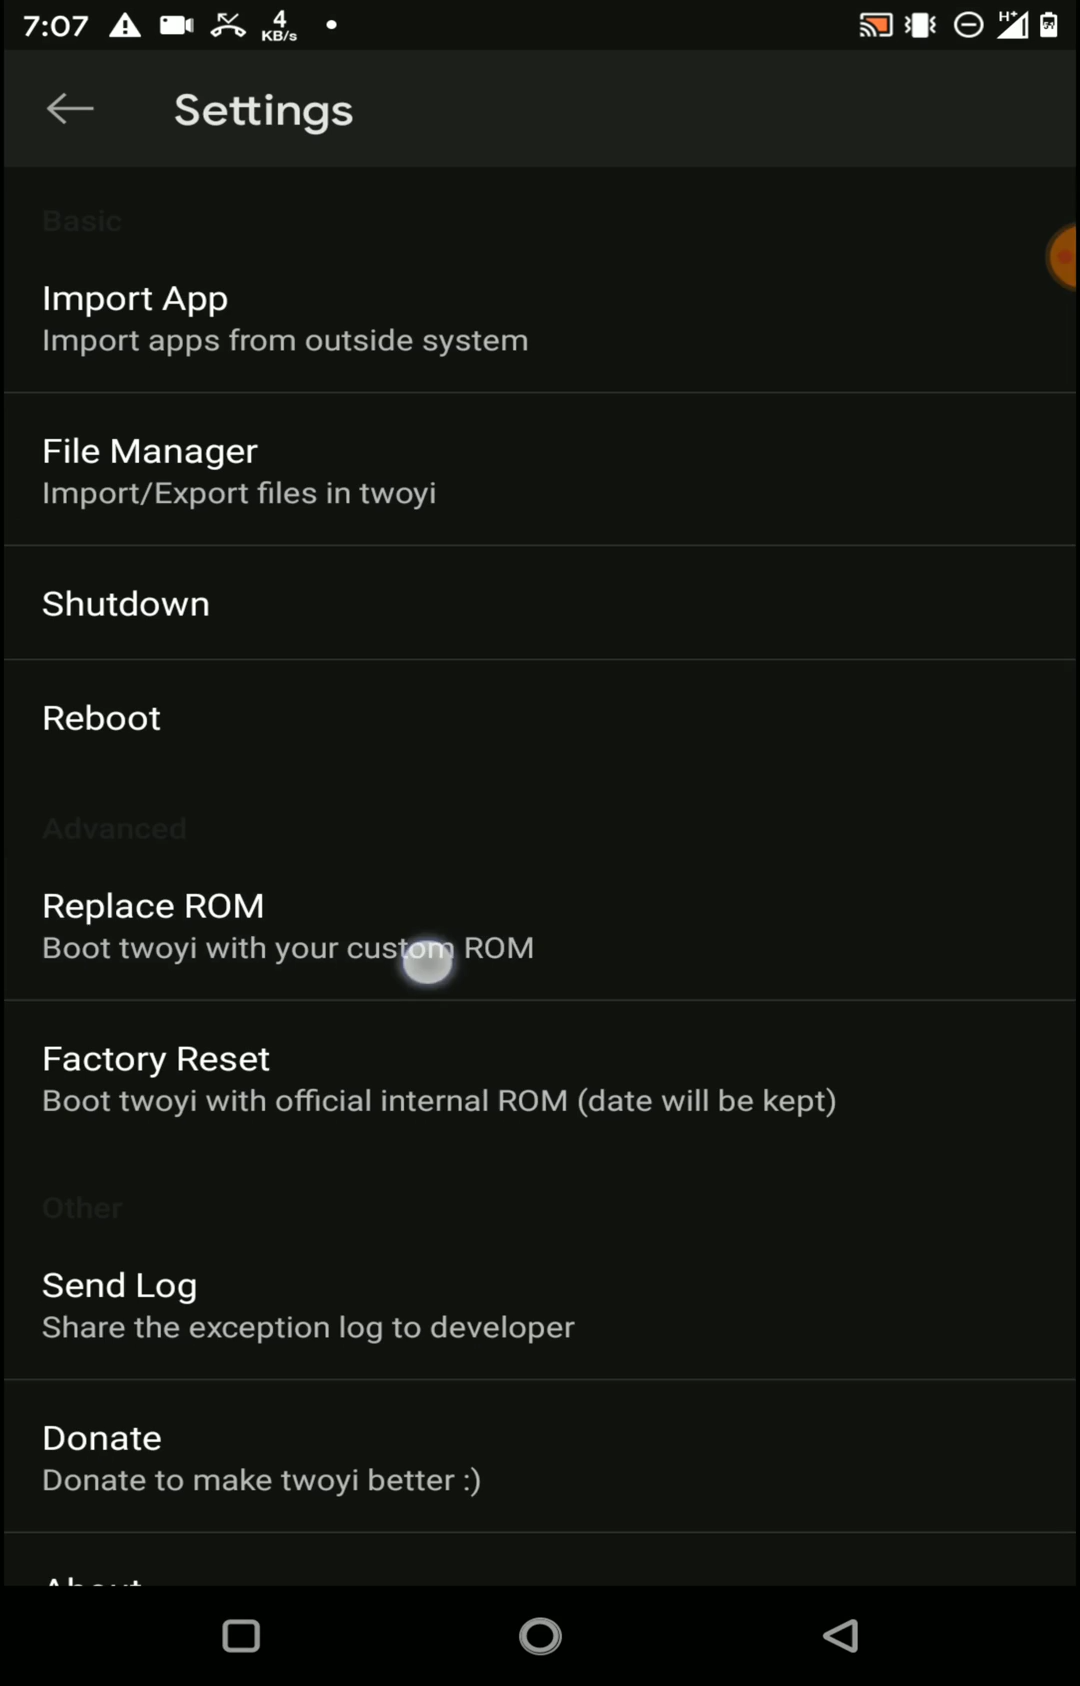 7:07
4
KB/s
H+
Settings
Basic
Import App
Import apps from outside system
File Manager
Import/Export files in twoyi
Shutdown
Reboot
Advanced
Replace ROM
Boot twoyi with your custom ROM
Factory Reset
Boot twoyi with official internal ROM (date will be kept)
Other
Send Log
Share the exception log to developer
Donate
Donate to make twoyi better :)
About